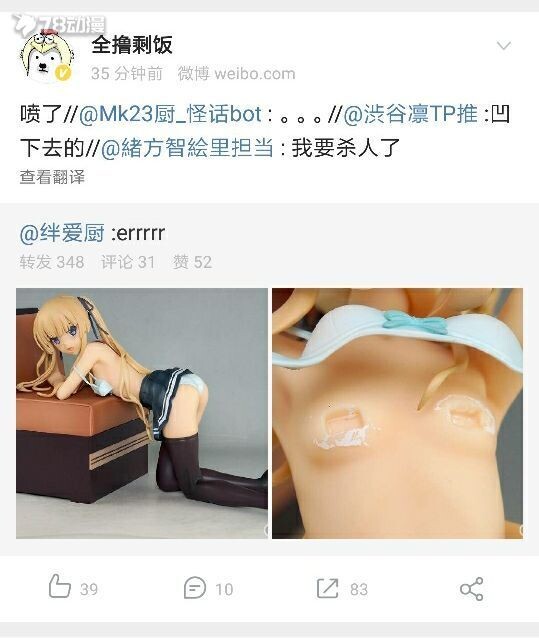 78动漫
全撸剩饭
35 分钟前 微博 weibo.com
喷了//@Mk23厨_怪话bot : 。。。//@渋谷凛TP推 :凹
下去的//@緒方智絵里担当 : 我要杀人了
查看翻译
@绊爱厨 :errrrr
转发 348 评论 31 赞 52
39 10 83